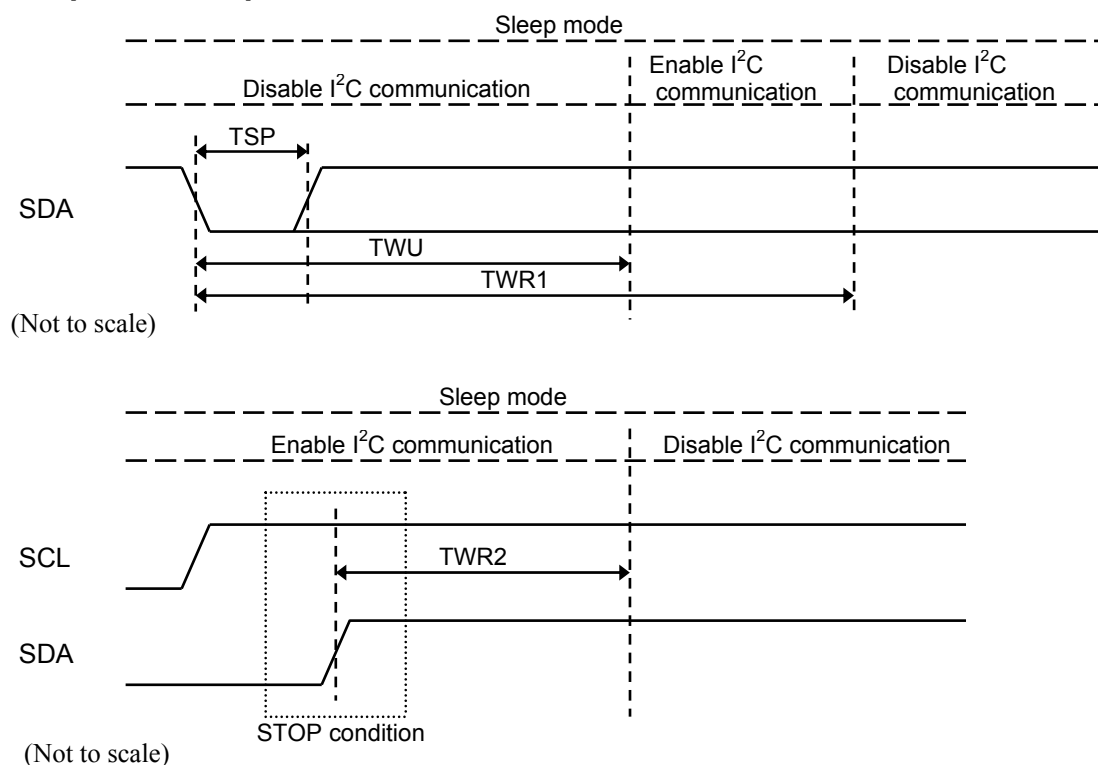 Sleep mode
Enable I²C Disable I²C
Disable I²C communication communication communication
TSP
SDA
TWU
TWR1
(Not to scale)
Sleep mode
Enable I²C communication Disable I²C communication
SCL
TWR2
SDA
STOP condition
(Not to scale)